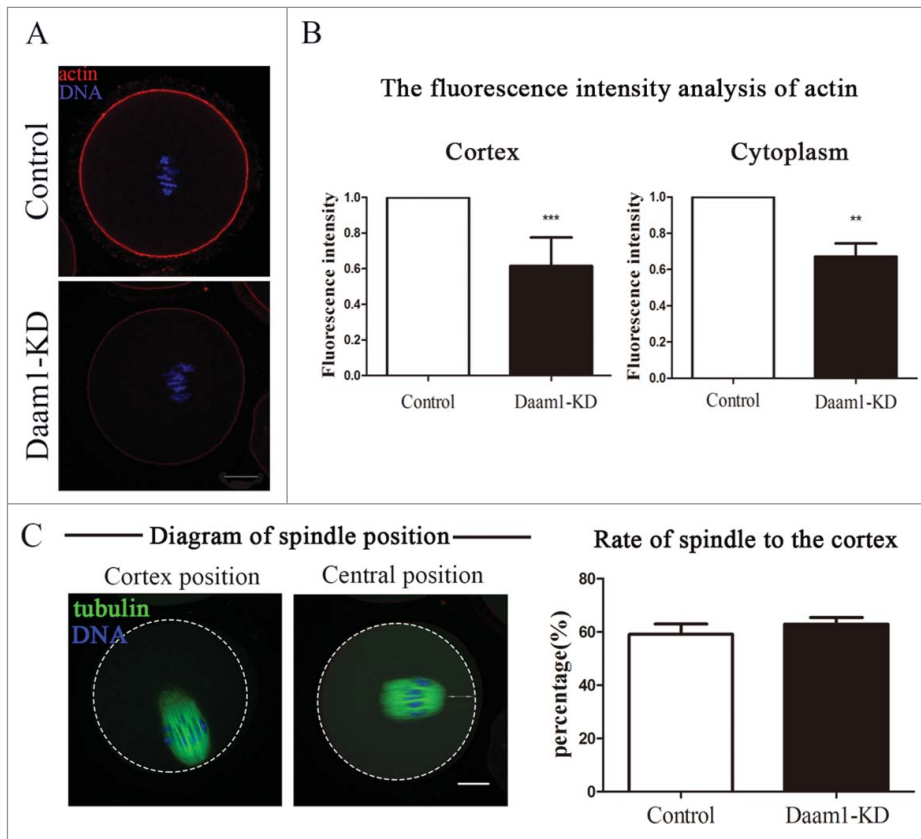 A
actin
DNA
Control
Daam1-KD
B
The fluorescence intensity analysis of actin
Cortex
Fluorescence intensity
1.0
0.8
0.6
0.4
0.2
0.0
***
Control
Daam1-KD
Cytoplasm
Fluorescence intensity
1.0
0.8
0.6
0.4
0.2
0.0
**
Control
Daam1-KD
C
Diagram of spindle position
Cortex position
Central position
tubulin
DNA
Rate of spindle to the cortex
percentage(%)
80
60
40
20
0
Control
Daam1-KD